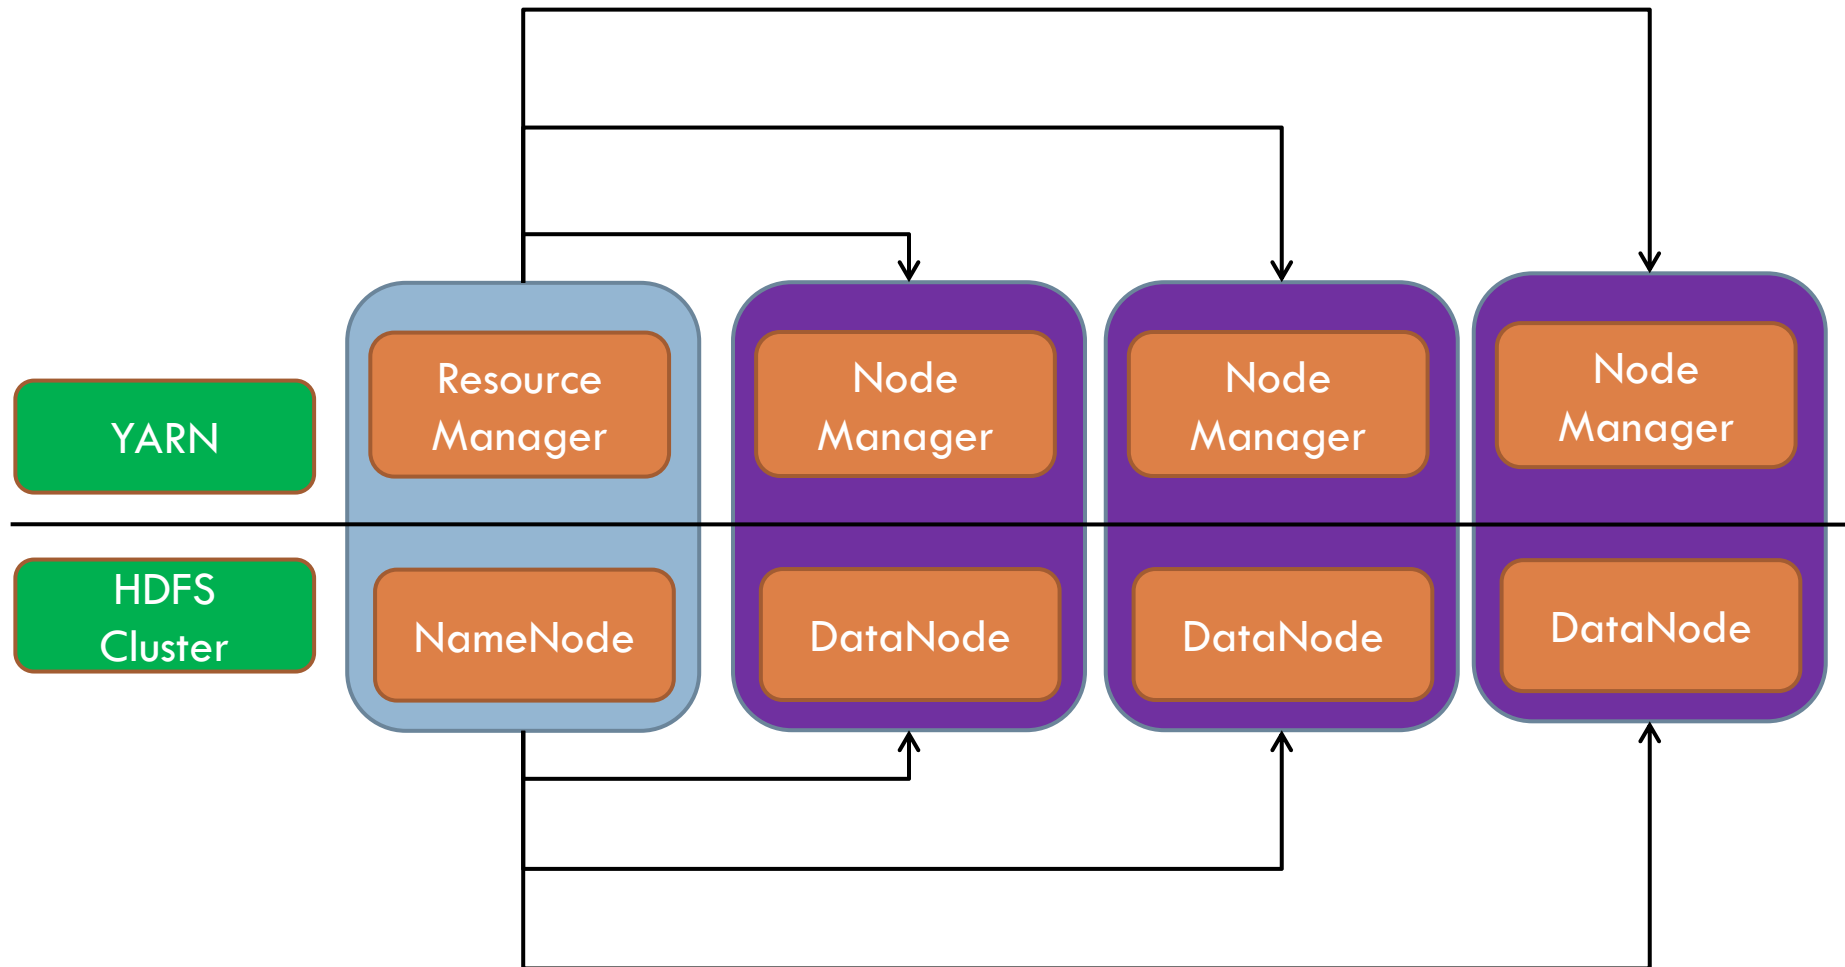 YARN
Resource
Manager
Node
Manager
Node
Manager
Node
Manager
HDFS
Cluster
NameNode
DataNode
DataNode
DataNode